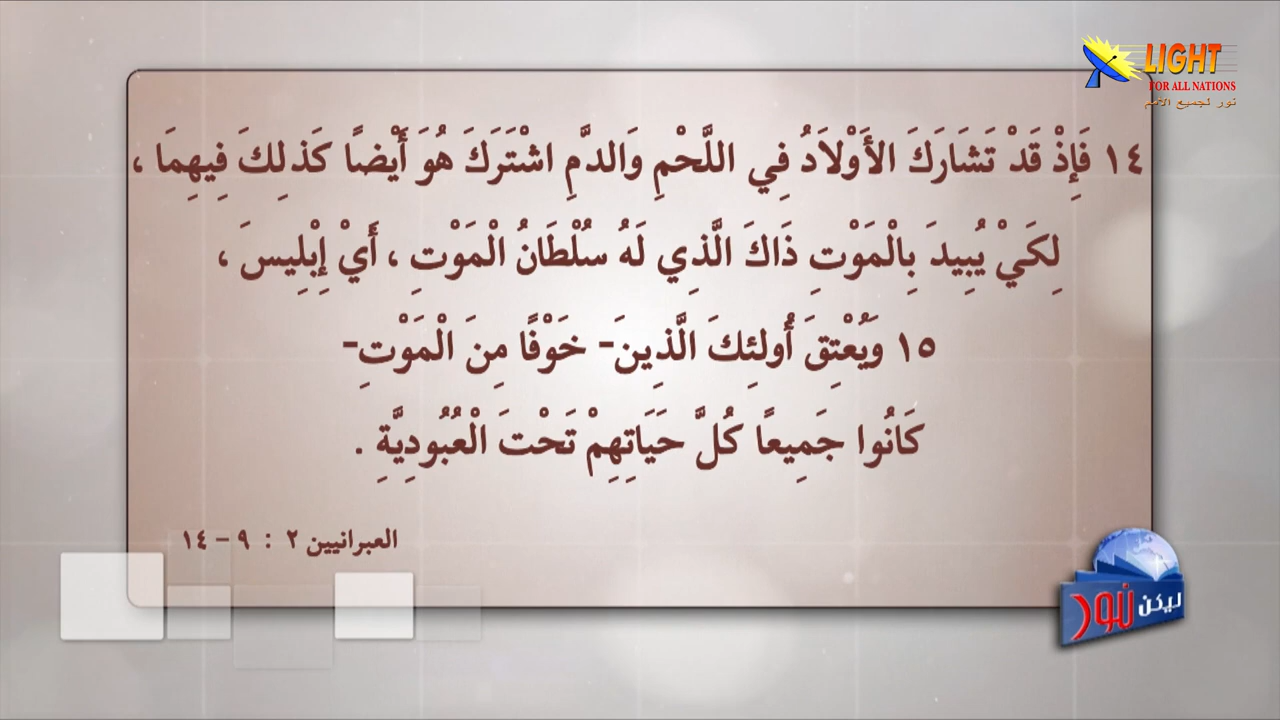 LIGHT
FOR ALL NATIONS
نور لجميع الأمم
١٤ فَإِذْ قَدْ تَشَارَكَ الأَوْلاَدُ فِي اللَّحْمِ وَالدَّمِ اشْتَرَكَ هُوَ أَيْضًا كَذلِكَ فِيهِمَا ،
لِكَيْ يُبِيدَ بِالْمَوْتِ ذَاكَ الَّذِي لَهُ سُلْطَانُ الْمَوْتِ ، أَيْ إِبْلِيسَ ،
١٥ وَيُعْتِقَ أُولئِكَ الَّذِينَ- خَوْفًا مِنَ الْمَوْتِ-
كَانُوا جَمِيعًا كُلَّ حَيَاتِهِمْ تَحْتَ الْعُبُودِيَّةِ .
العبرانيين ٢ : ٩ – ١٤
ليكن نور